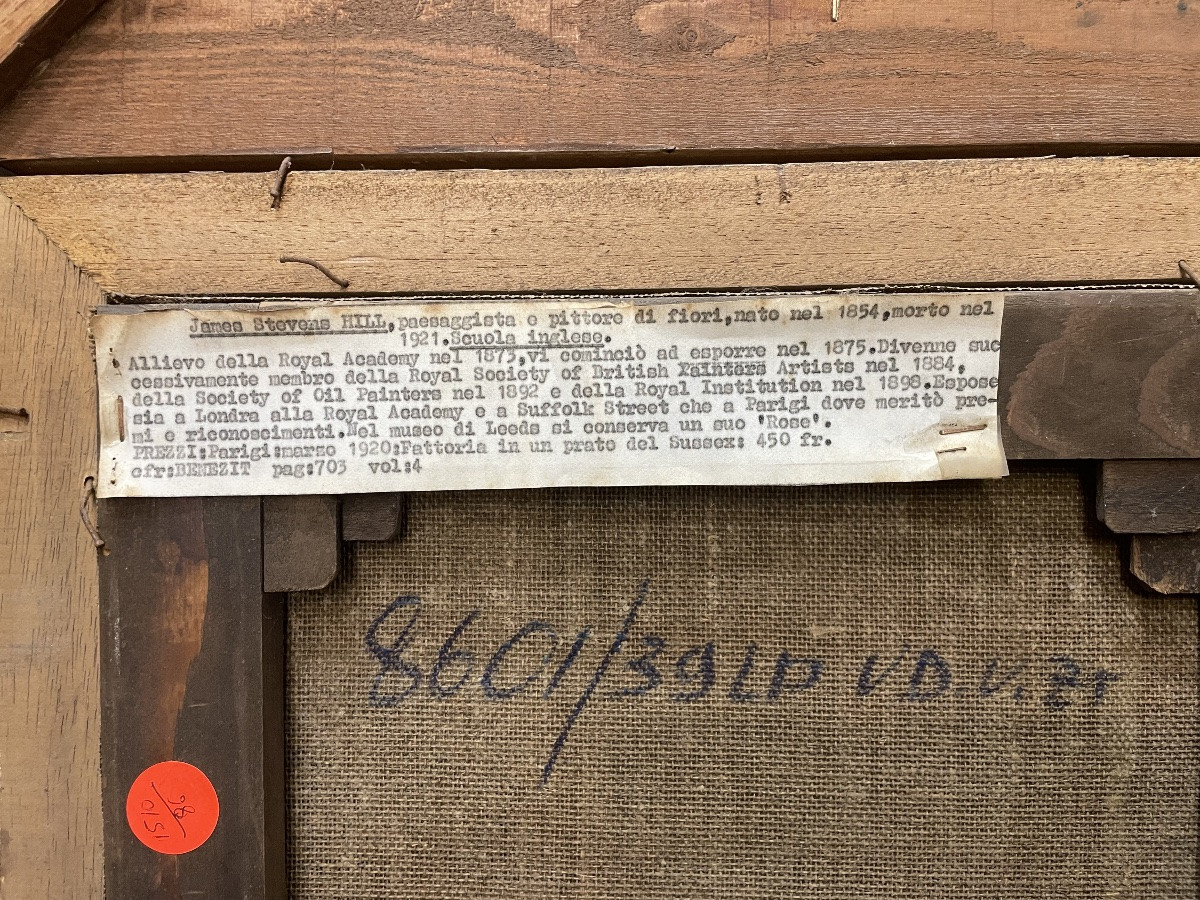 James Stevens HILL,paesaggista e pittore di fiori,nato nel 1854,morto nel
1921.Scuola inglese.
Allievo della Royal Academy nel 1873,vi cominciò ad esporre nel 1875.Divenne suc
cessivamente membro della Royal Society of British Painters Artists nel 1884,
della Society of Oil Painters nel 1892 e della Royal Institution nel 1898.Espose
sia a Londra alla Royal Academy e a Suffolk Street che a Parigi dove meritò pre-
mi e riconoscimenti.Nel museo di Leeds si conserva un suo "Rose".
PREZZI:Parigi:marzo 1920:Fattoria in un prato del Sussex: 450 fr.
cfr:BENEZIT pag:703 vol:4
8601/39 LP V.D.V.